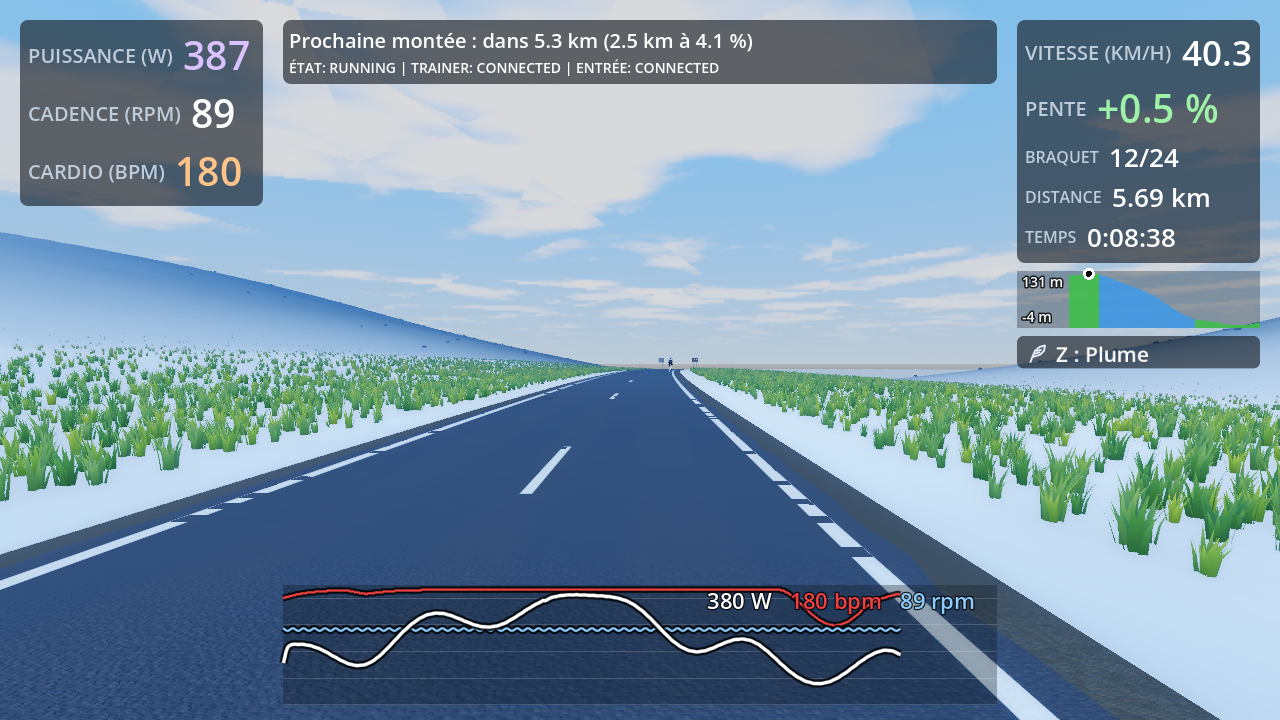 PUISSANCE (W) 387
CADENCE (RPM) 89
CARDIO (BPM) 180
Prochaine montée : dans 5.3 km (2.5 km à 4.1 %)
ÉTAT: RUNNING | TRAINER: CONNECTED | ENTRÉE: CONNECTED
VITESSE (KM/H) 40.3
PENTE +0.5 %
BRAQUET 12/24
DISTANCE 5.69 km
TEMPS 0:08:38
131 m
-4 m
Z : Plume
380 W 180 bpm 89 rpm